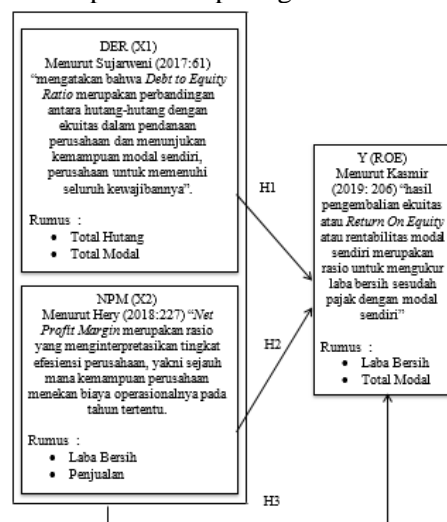 DER (X1)
Menurut Sujarweni (2017:61)
“mengatakan bahwa Debt to Equity
Ratio merupakan perbandingan
antara hutang-hutang dengan
ekuitas dalam pendanaan
perusahaan dan menunjukan
kemampuan modal sendiri,
perusahaan untuk memenuhi
seluruh kewajibannya”.
Rumus :
• Total Hutang
• Total Modal
H1
NPM (X2)
Menurut Hery (2018:227) “Net
Profit Margin merupakan rasio
yang menginterpretasikan tingkat
efesiensi perusahaan, yakni sejauh
mana kemampuan perusahaan
menekan biaya operasionalnya pada
tahun tertentu.
Rumus :
• Laba Bersih
• Penjualan
H2
H3
Y (ROE)
Menurut Kasmir
(2019: 206) “hasil
pengembalian ekuitas
atau Return On Equity
atau rentabilitas modal
sendiri merupakan
rasio untuk mengukur
laba bersih sesudah
pajak dengan modal
sendiri”
Rumus :
• Laba Bersih
• Total Modal